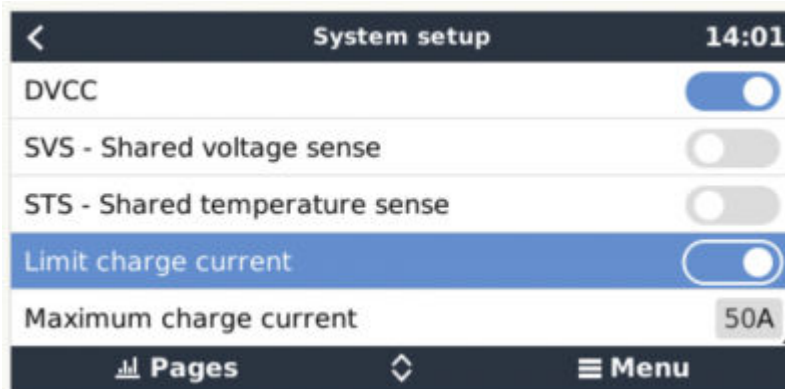 System setup 14:01
DVCC
SVS - Shared voltage sense
STS - Shared temperature sense
Limit charge current
Maximum charge current 50A
Pages Menu